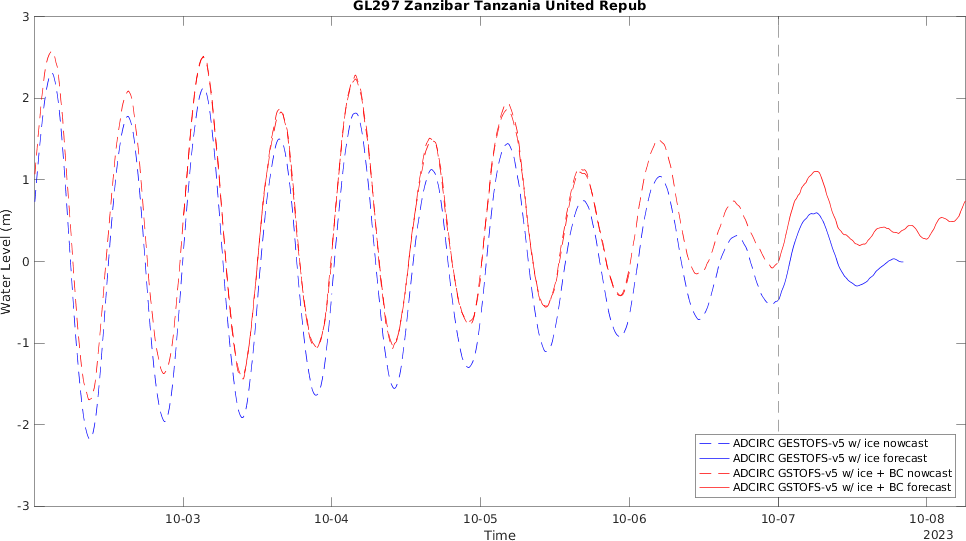 GL297 Zanzibar Tanzania United Repub
3
2
1
0
-1
-2
-3
Water Level (m)
10-03
10-04
10-05
10-06
10-07
10-08
Time
2023
ADCIRC GESTOFS-v5 w/ ice nowcast
ADCIRC GESTOFS-v5 w/ ice forecast
ADCIRC GSTOFS-v5 w/ ice + BC nowcast
ADCIRC GSTOFS-v5 w/ ice + BC forecast